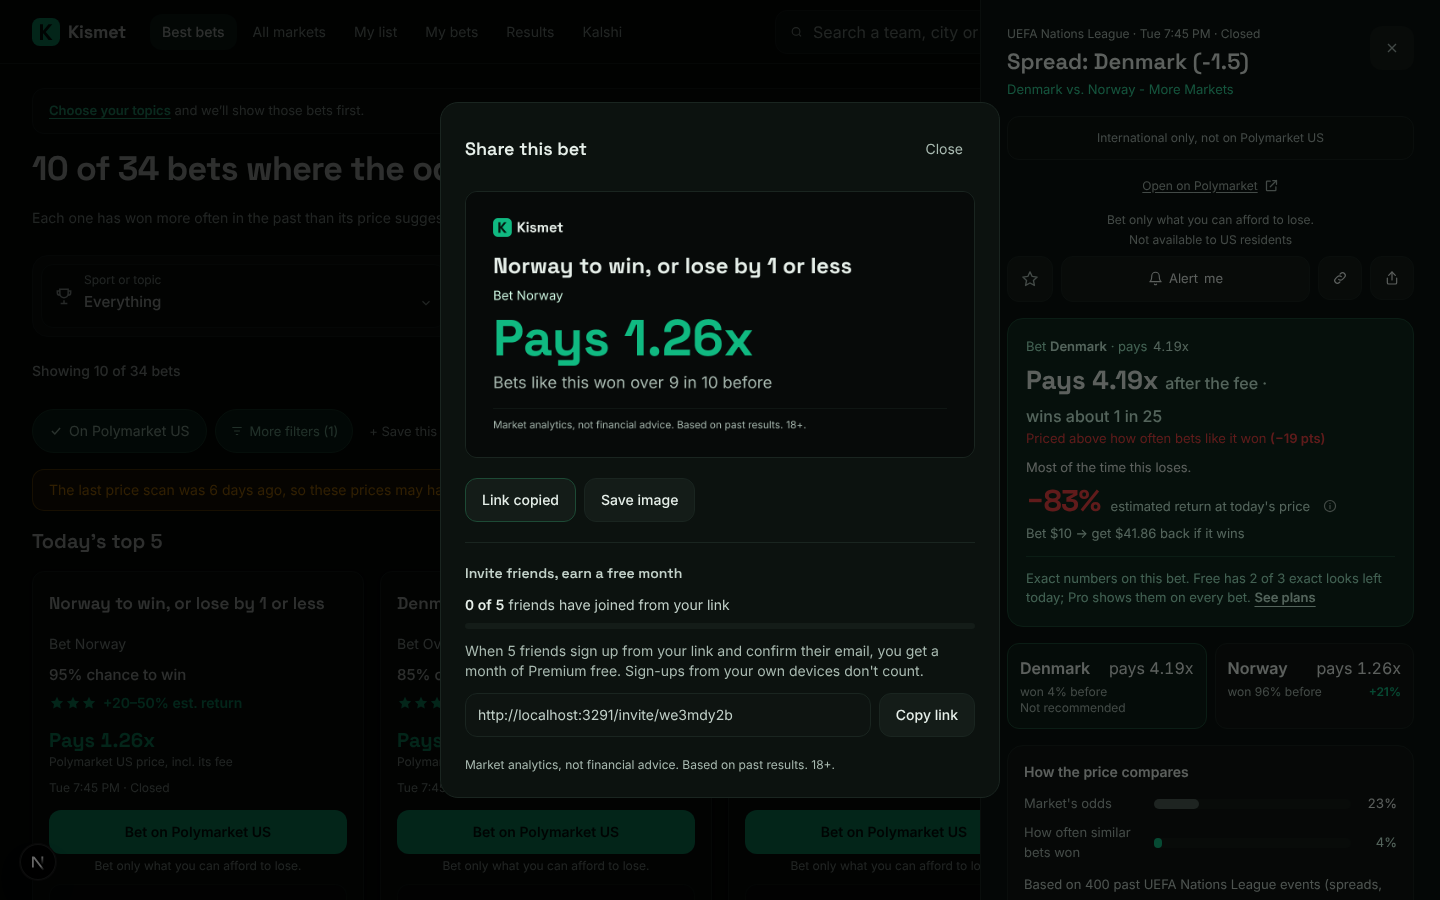 Kismet
Best bets
All markets
My list
My bets
Results
Kalshi
Search a team, city or
Choose your topics and we'll show those bets first.
10 of 34 bets where the
Each one has won more often in the past than its price
Sport or topic
Everything
Showing 10 of 34 bets
On Polymarket US
More filters (1)
+ Save this
The last price scan was 6 days ago, so these prices may
Today's top 5
Norway to win, or lose by 1 or less
Bet Norway
95% chance to win
+20–50% est. return
Pays 1.26x
Polymarket US price, incl. its fee
Tue 7:45 PM · Closed
Bet on Polymarket US
Bet only what you can afford to lose.
Bet
85%
Tue 7:45
Bet on Polymarket US
Bet only what you can afford to lose.
Bet on Polymarket US
Bet only what you can afford to
N
Share this bet
Close
Kismet
Norway to win, or lose by 1 or less
Bet Norway
Pays 1.26x
Bets like this won over 9 in 10 before
Market analytics, not financial advice. Based on past results. 18+.
Link copied
Save image
Invite friends, earn a free month
0 of 5 friends have joined from your link
When 5 friends sign up from your link and confirm their email, you get a
month of Premium free. Sign-ups from your own devices don't count.
http://localhost:3291/invite/we3mdy2b
Copy link
Market analytics, not financial advice. Based on past results. 18+.
UEFA Nations League · Tue 7:45 PM · Closed
Spread: Denmark (-1.5)
Denmark vs. Norway - More Markets
International only, not on Polymarket US
Open on Polymarket
Bet only what you can afford to lose.
Not available to US residents
Alert me
Bet Denmark · pays 4.19x
Pays 4.19x after the fee ·
wins about 1 in 25
Priced above how often bets like it won (−19 pts)
Most of the time this loses.
−83% estimated return at today's price
Bet $10 → get $41.86 back if it wins
Exact numbers on this bet. Free has 2 of 3 exact looks left
today; Pro shows them on every bet. See plans
Denmark pays 4.19x
won 4% before
Not recommended
Norway pays 1.26x
won 96% before +21%
How the price compares
Market's odds 23%
How often similar
bets won 4%
Based on 400 past UEFA Nations League events (spreads,